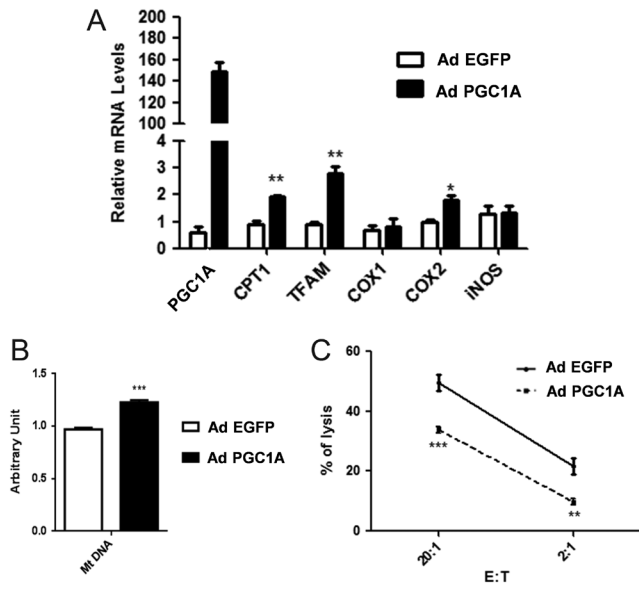 A
Relative mRNA Levels
200
180
160
140
120
100
4
3
2
1
0
Ad EGFP
Ad PGC1A
**
**
*
PGC1A
CPT1
TFAM
COX1
COX2
iNOS
B
Arbitrary Unit
1.5
1.0
0.5
0.0
***
Ad EGFP
Ad PGC1A
Mt DNA
C
% of lysis
60
40
20
0
Ad EGFP
Ad PGC1A
***
**
20:1
2:1
E:T